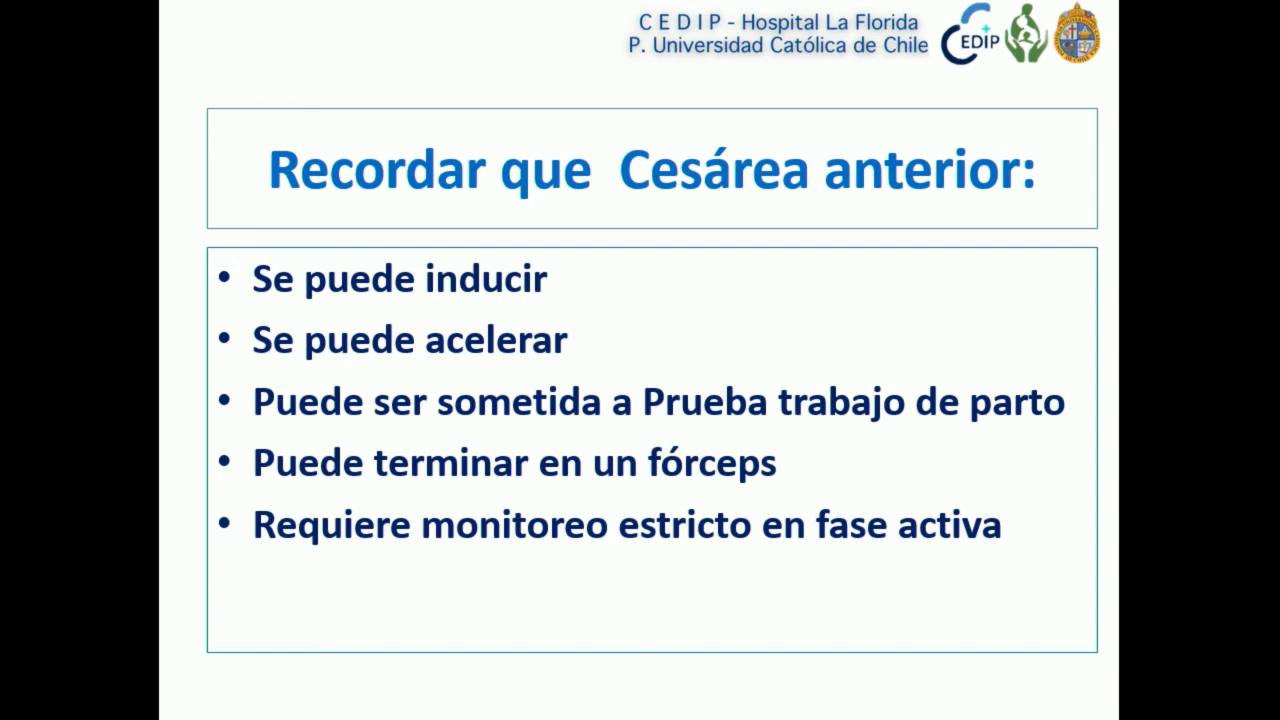 C E D I P - Hospital La Florida
P. Universidad Católica de Chile
CEDIP
Recordar que Cesárea anterior:
• Se puede inducir
• Se puede acelerar
• Puede ser sometida a Prueba trabajo de parto
• Puede terminar en un fórceps
• Requiere monitoreo estricto en fase activa